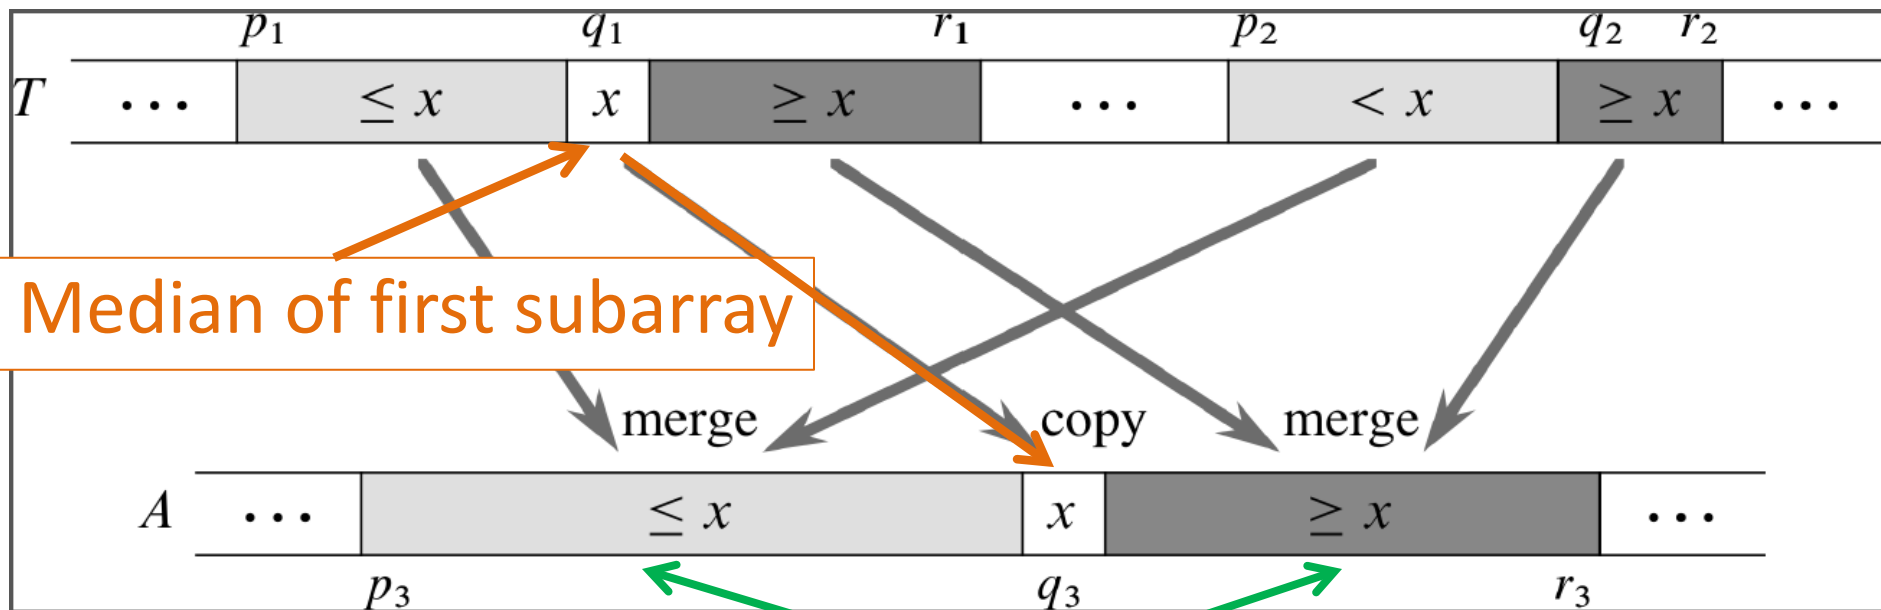 p₁ q₁ r₁ p₂ q₂ r₂
T ... ≤ x x ≥ x ... < x ≥ x ...
Median of first subarray
merge copy merge
A ... ≤ x x ≥ x ...
p₃ q₃ r₃